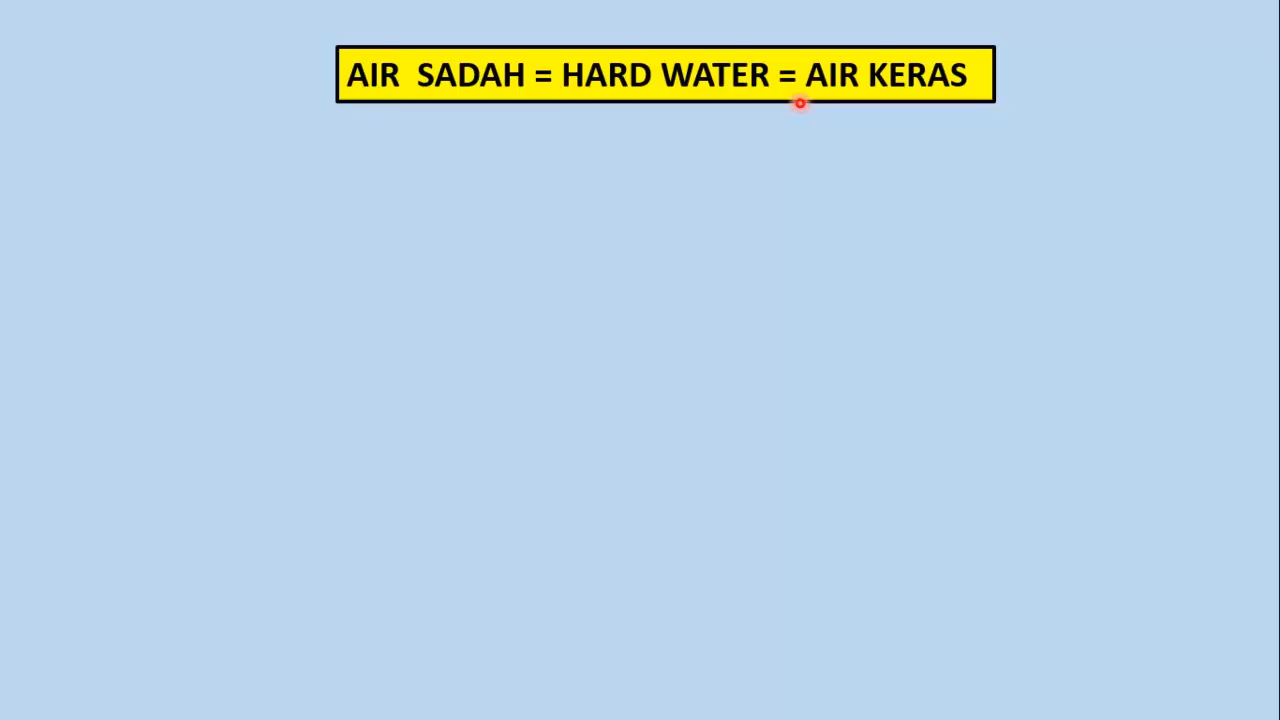 AIR  SADAH = HARD WATER = AIR KERAS